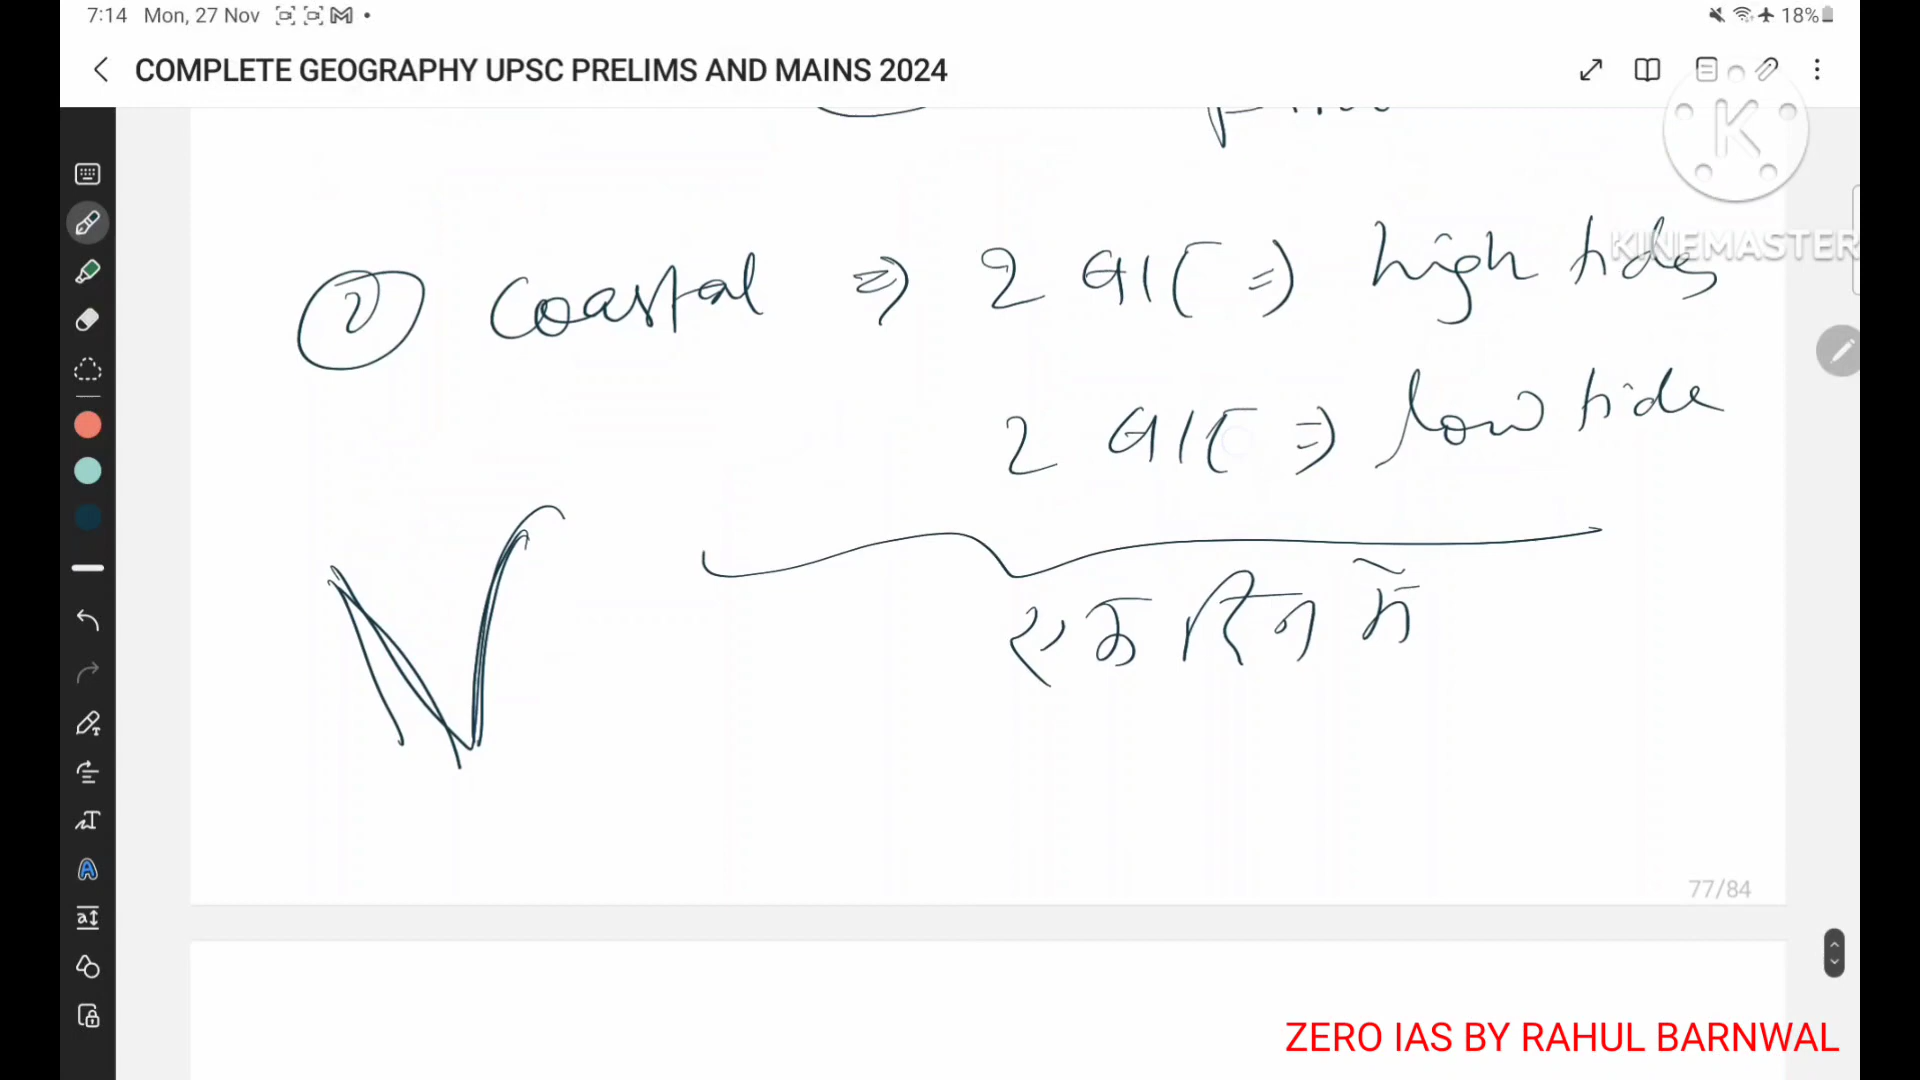 7:14 Mon, 27 Nov
18%
COMPLETE GEOGRAPHY UPSC PRELIMS AND MAINS 2024
KINEMASTER
② coastal => 2 बार => high tides
2 बार => low tide
एक दिन में
77/84
ZERO IAS BY RAHUL BARNWAL